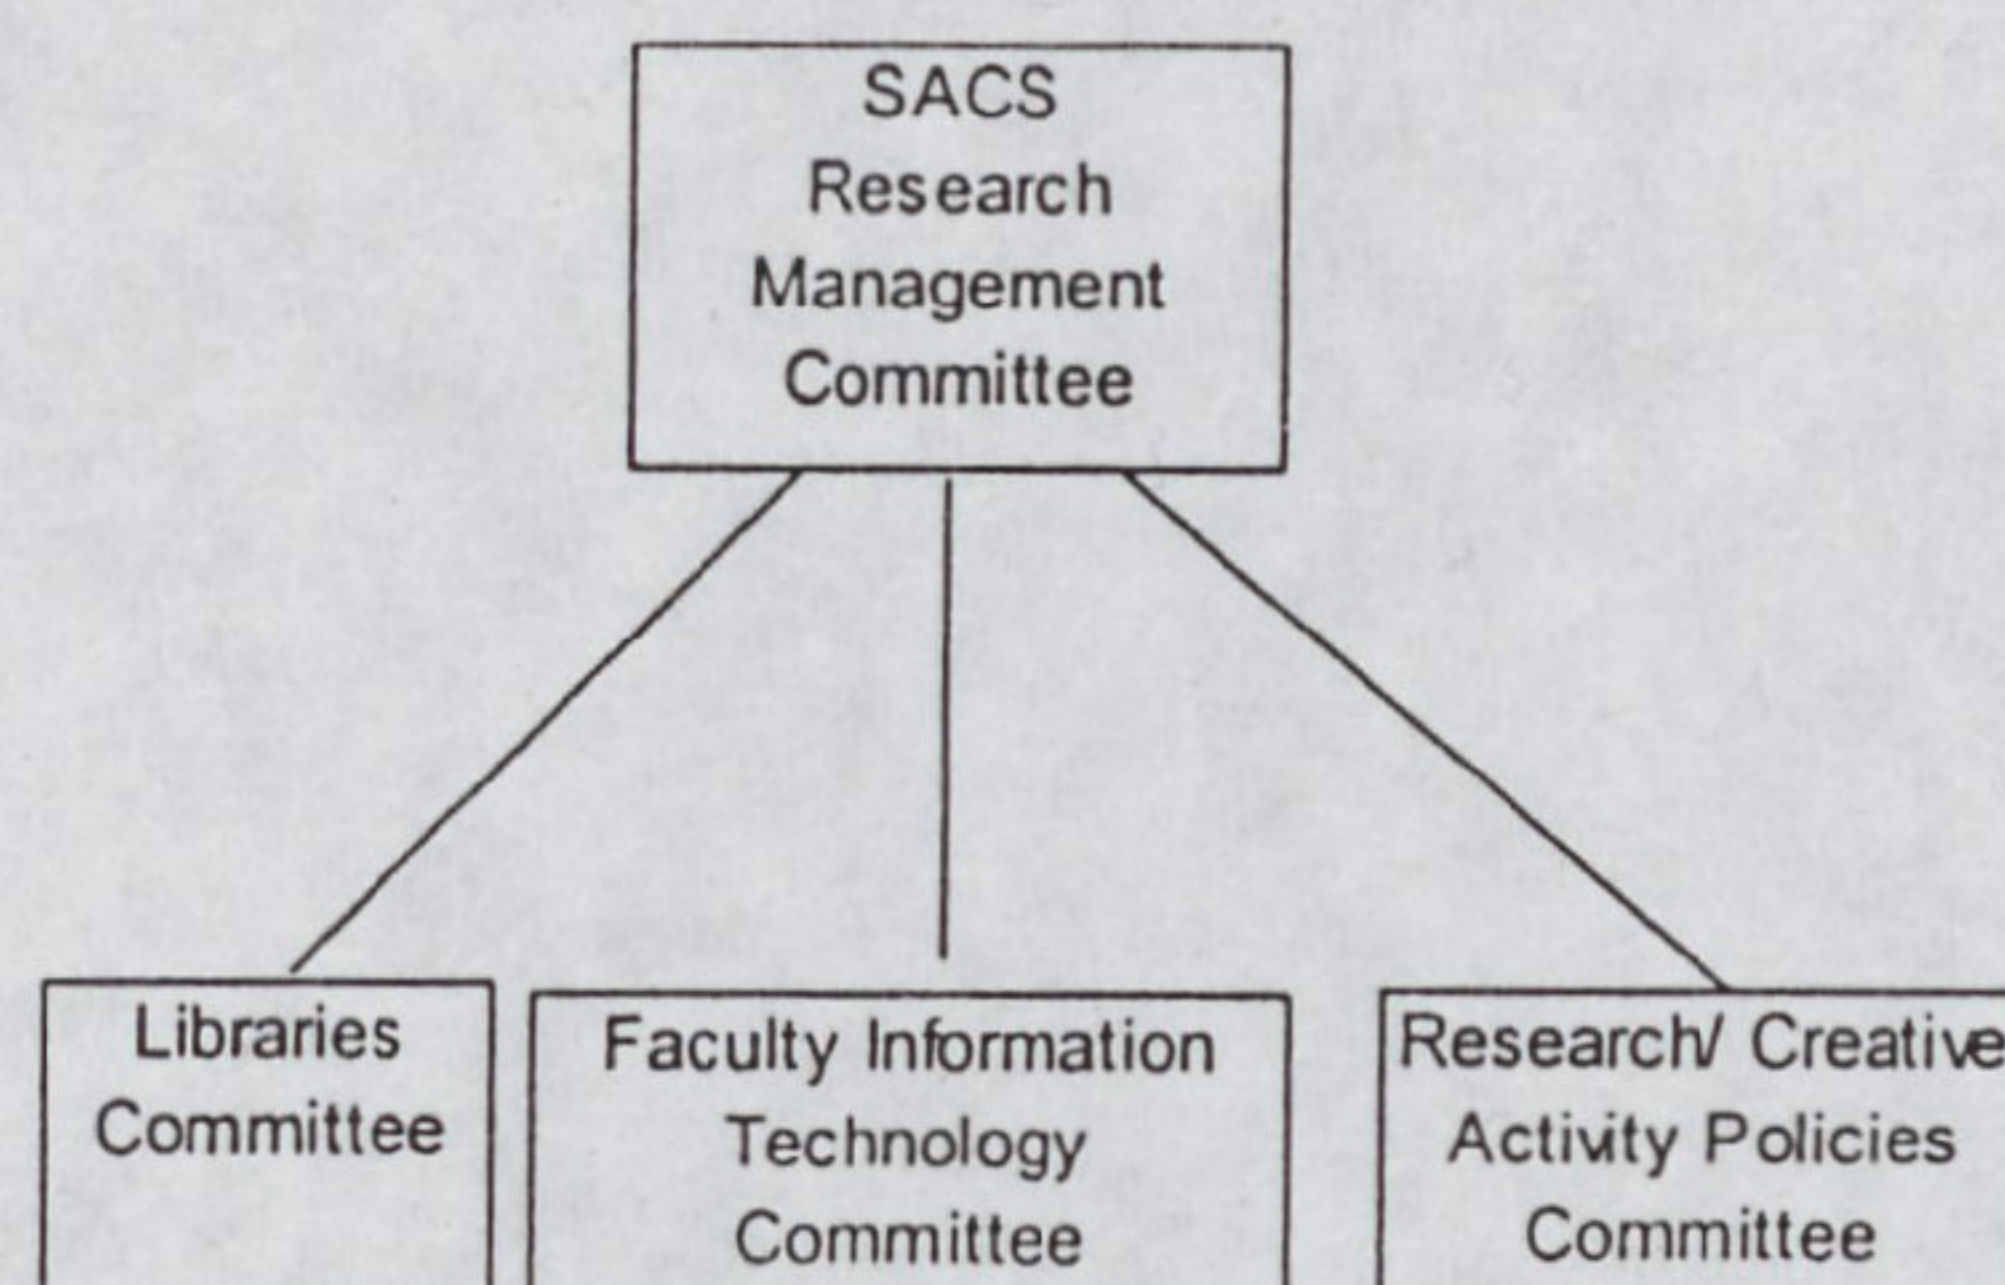 SACS
Research
Management
Committee
Libraries
Committee
Faculty Information
Technology
Committee
Research/ Creative
Activity Policies
Committee